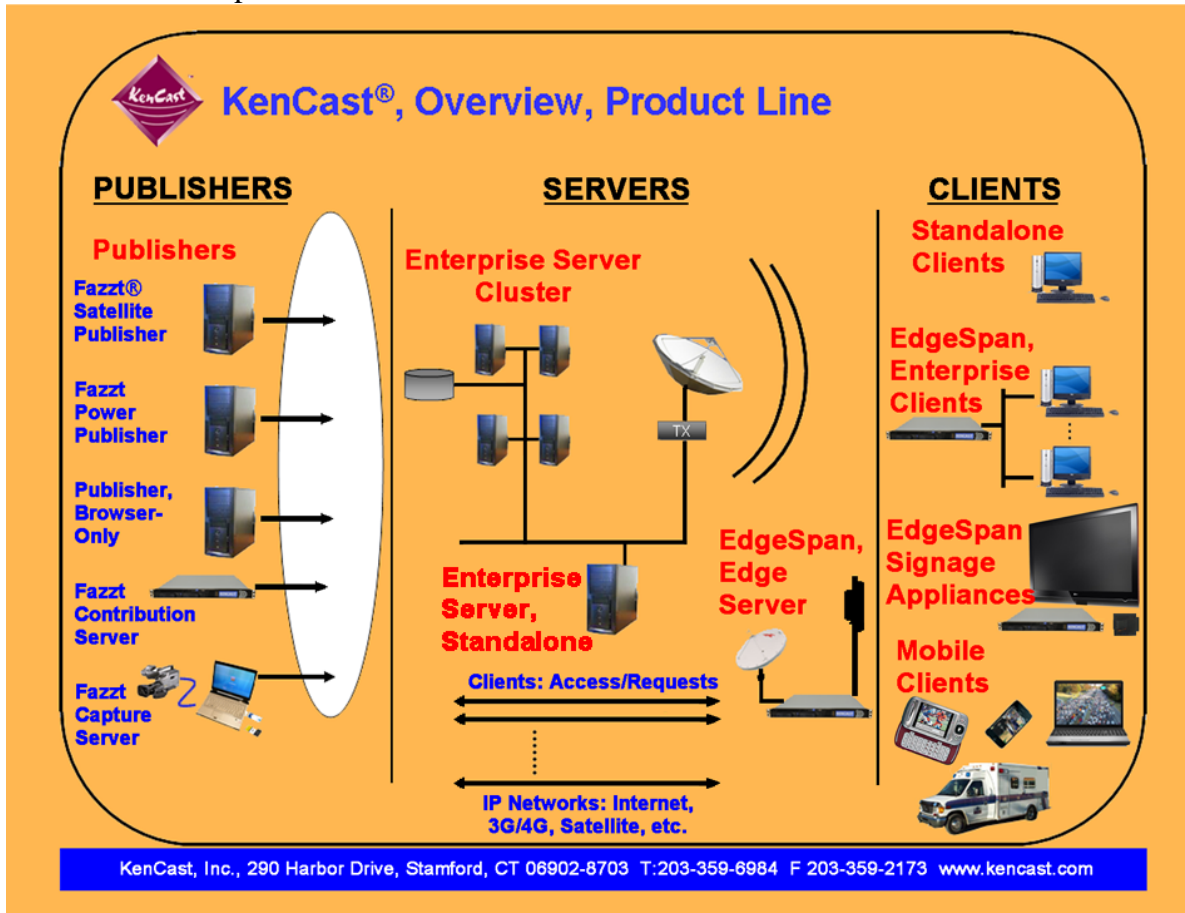 KenCast
KenCast®, Overview, Product Line
PUBLISHERS
Publishers
Fazzt®
Satellite
Publisher
Fazzt
Power
Publisher
Publisher,
Browser-
Only
Fazzt
Contribution
Server
Fazzt
Capture
Server
SERVERS
Enterprise Server
Cluster
TX
Enterprise
Server,
Standalone
EdgeSpan,
Edge
Server
Clients: Access/Requests
IP Networks: Internet,
3G/4G, Satellite, etc.
CLIENTS
Standalone
Clients
EdgeSpan,
Enterprise
Clients
EdgeSpan
Signage
Appliances
Mobile
Clients
KenCast, Inc., 290 Harbor Drive, Stamford, CT 06902-8703 T:203-359-6984 F 203-359-2173 www.kencast.com